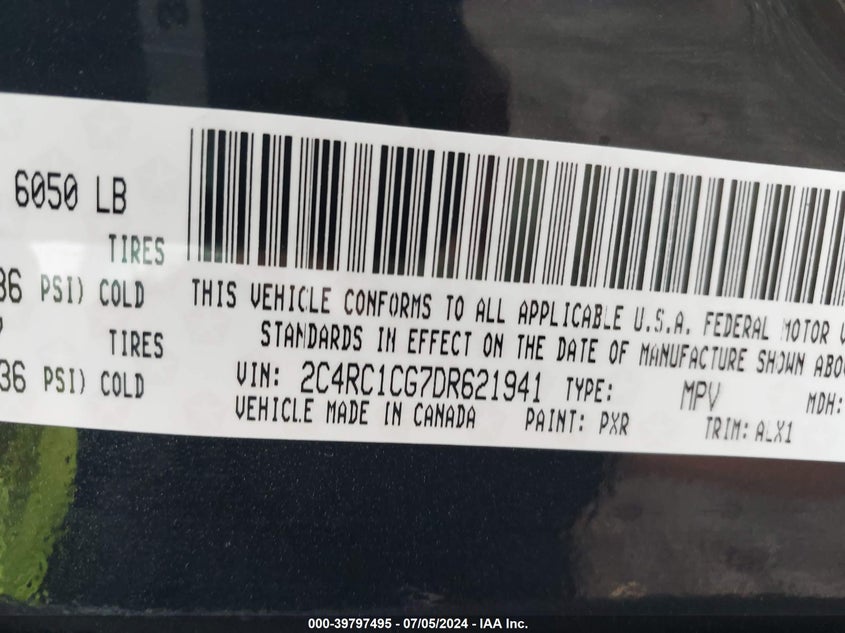 6050 LB
TIRES
36 PSI) COLD
TIRES
36 PSI) COLD
THIS VEHICLE CONFORMS TO ALL APPLICABLE U.S.A. FEDERAL MOTOR V
STANDARDS IN EFFECT ON THE DATE OF MANUFACTURE SHOWN ABO
VIN: 2C4RC1CG7DR621941 TYPE: MPV MDH:
VEHICLE MADE IN CANADA PAINT: PXR TRIM: ALX1
000-39797495 - 07/05/2024 - IAA Inc.